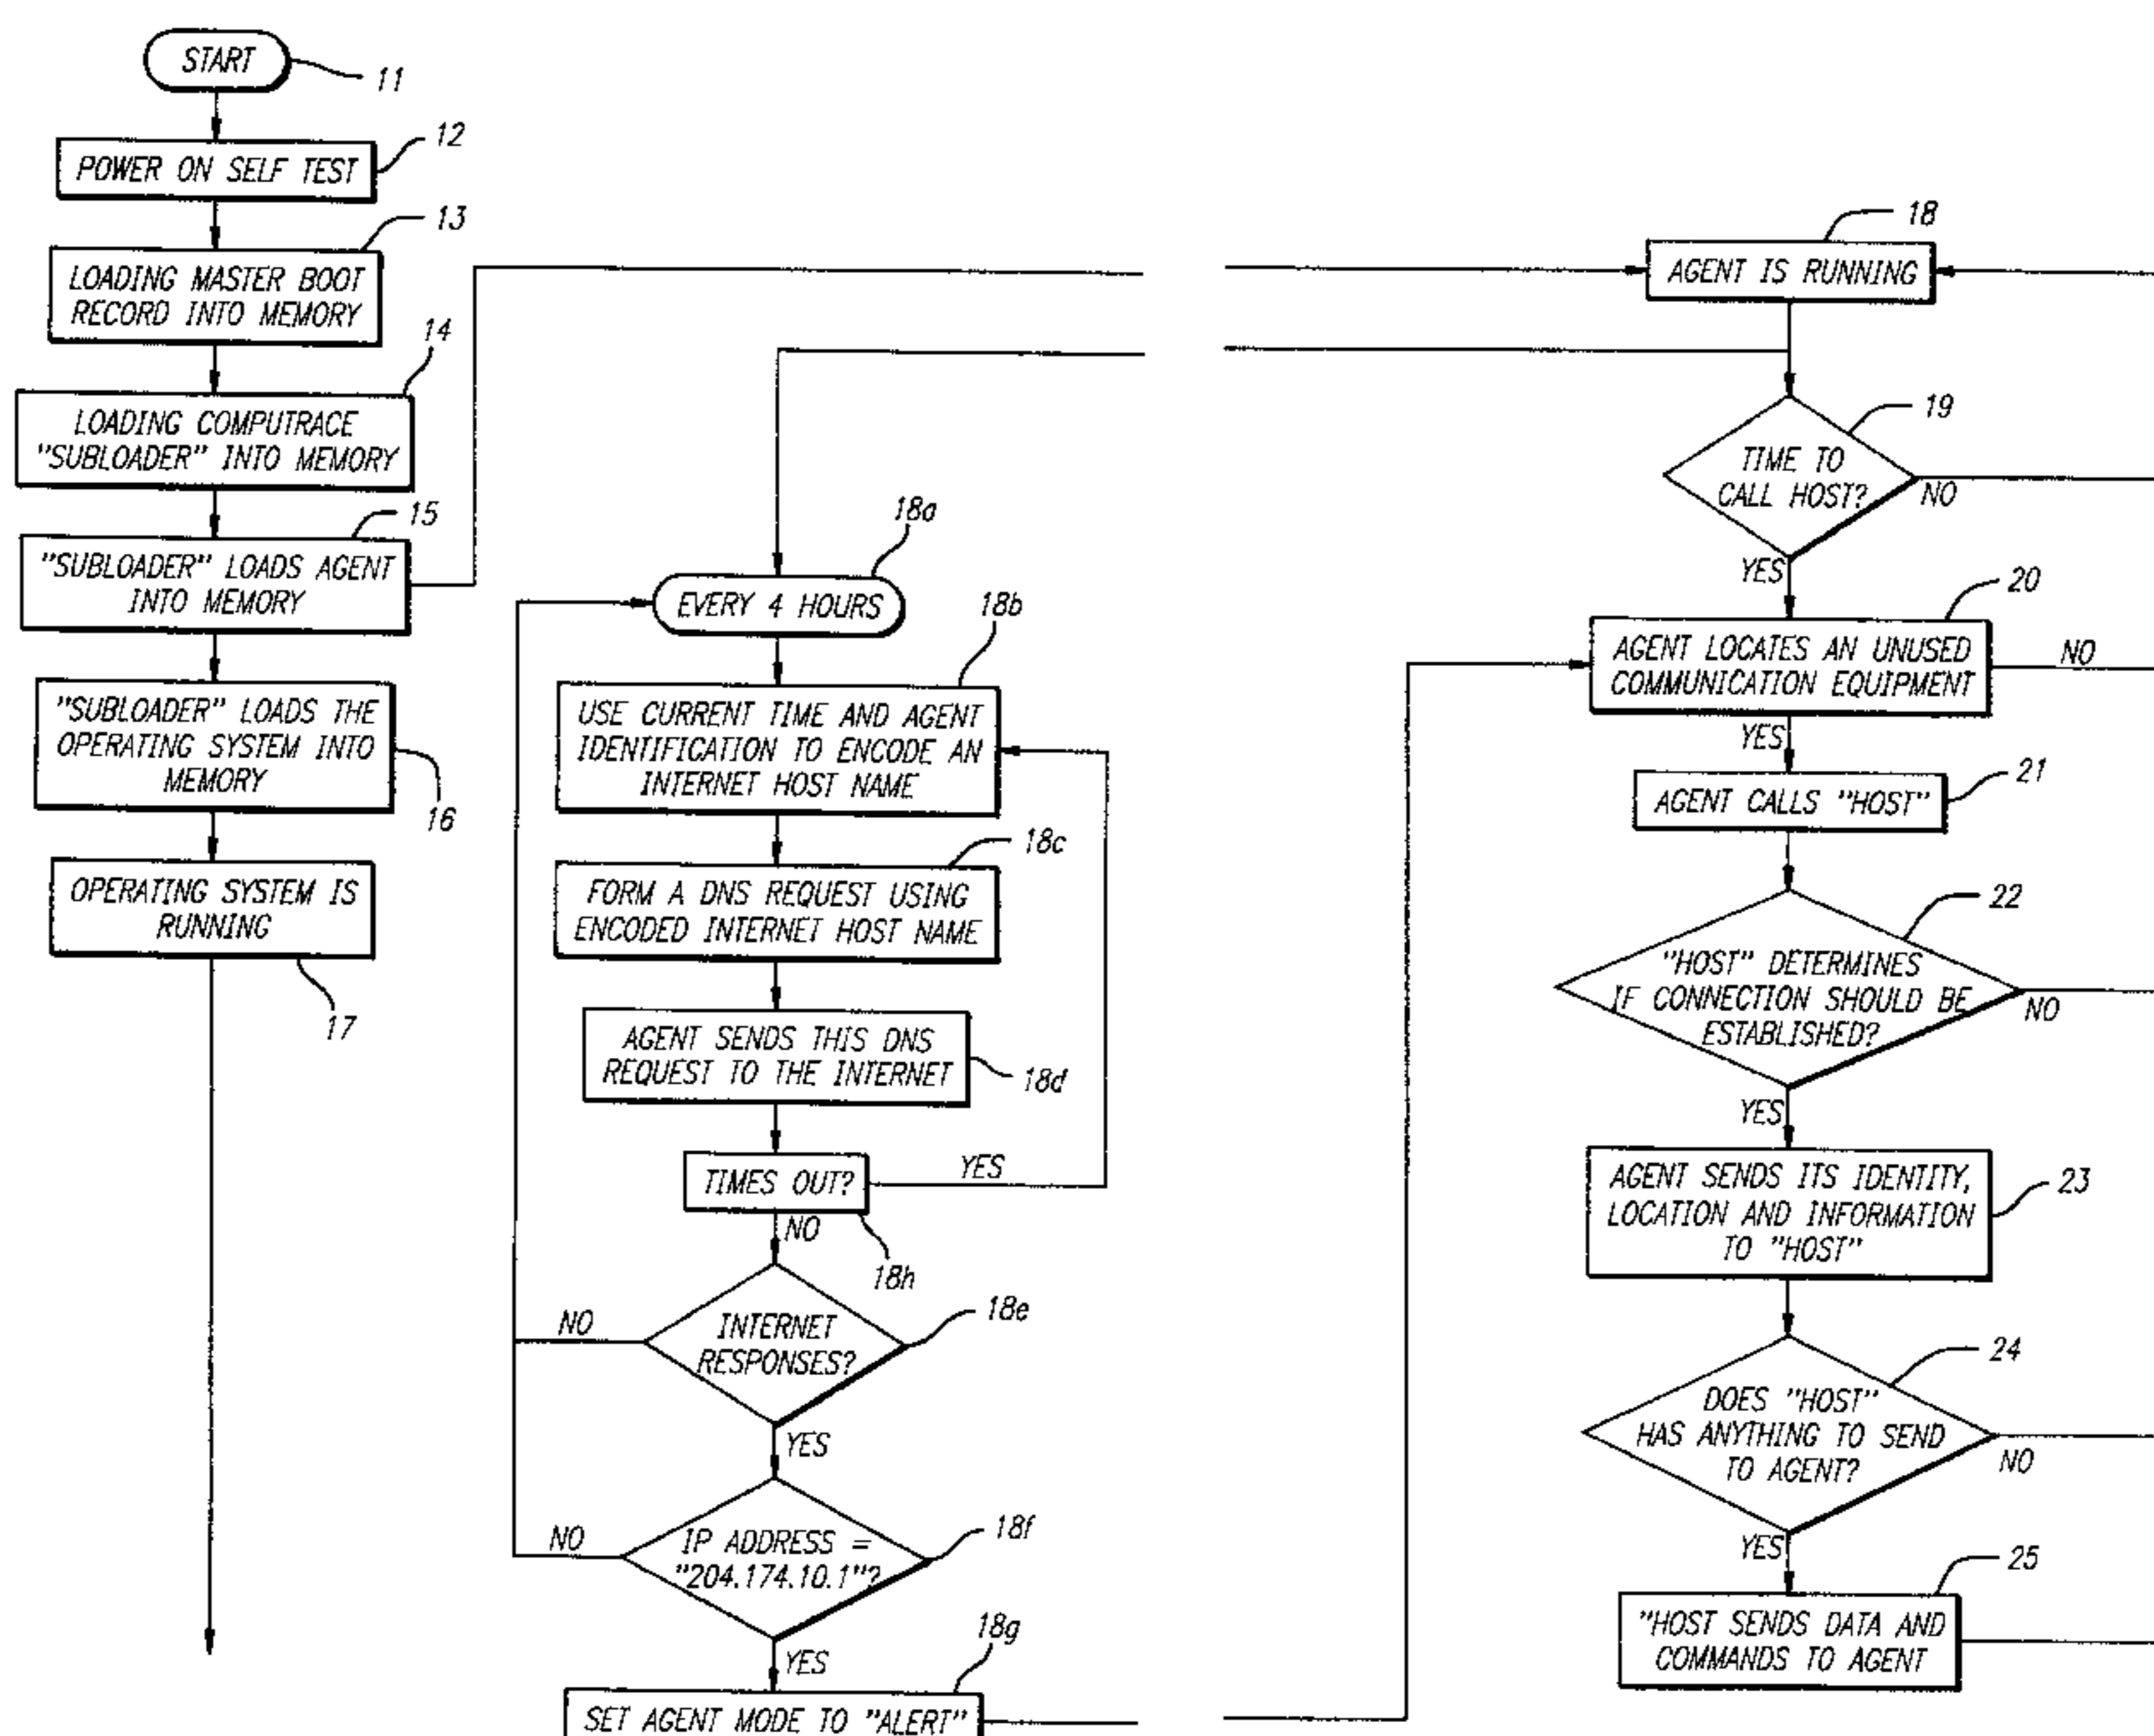 START
11
POWER ON SELF TEST
12
LOADING MASTER BOOT
RECORD INTO MEMORY
13
LOADING COMPUTRACE
"SUBLOADER" INTO MEMORY
14
"SUBLOADER" LOADS AGENT
INTO MEMORY
15
"SUBLOADER" LOADS THE
OPERATING SYSTEM INTO
MEMORY
16
OPERATING SYSTEM IS
RUNNING
17
EVERY 4 HOURS
18a
USE CURRENT TIME AND AGENT
IDENTIFICATION TO ENCODE AN
INTERNET HOST NAME
18b
FORM A DNS REQUEST USING
ENCODED INTERNET HOST NAME
18c
AGENT SENDS THIS DNS
REQUEST TO THE INTERNET
18d
TIMES OUT?
YES
NO
18h
INTERNET
RESPONSES?
NO
18e
YES
IP ADDRESS =
"204.174.10.1"?
NO
18f
YES
18g
SET AGENT MODE TO "ALERT"
18
AGENT IS RUNNING
19
TIME TO
CALL HOST?
NO
YES
20
AGENT LOCATES AN UNUSED
COMMUNICATION EQUIPMENT
NO
YES
21
AGENT CALLS "HOST"
22
"HOST" DETERMINES
IF CONNECTION SHOULD BE
ESTABLISHED?
NO
YES
AGENT SENDS ITS IDENTITY,
LOCATION AND INFORMATION
TO "HOST"
23
24
DOES "HOST"
HAS ANYTHING TO SEND
TO AGENT?
NO
YES
25
"HOST SENDS DATA AND
COMMANDS TO AGENT